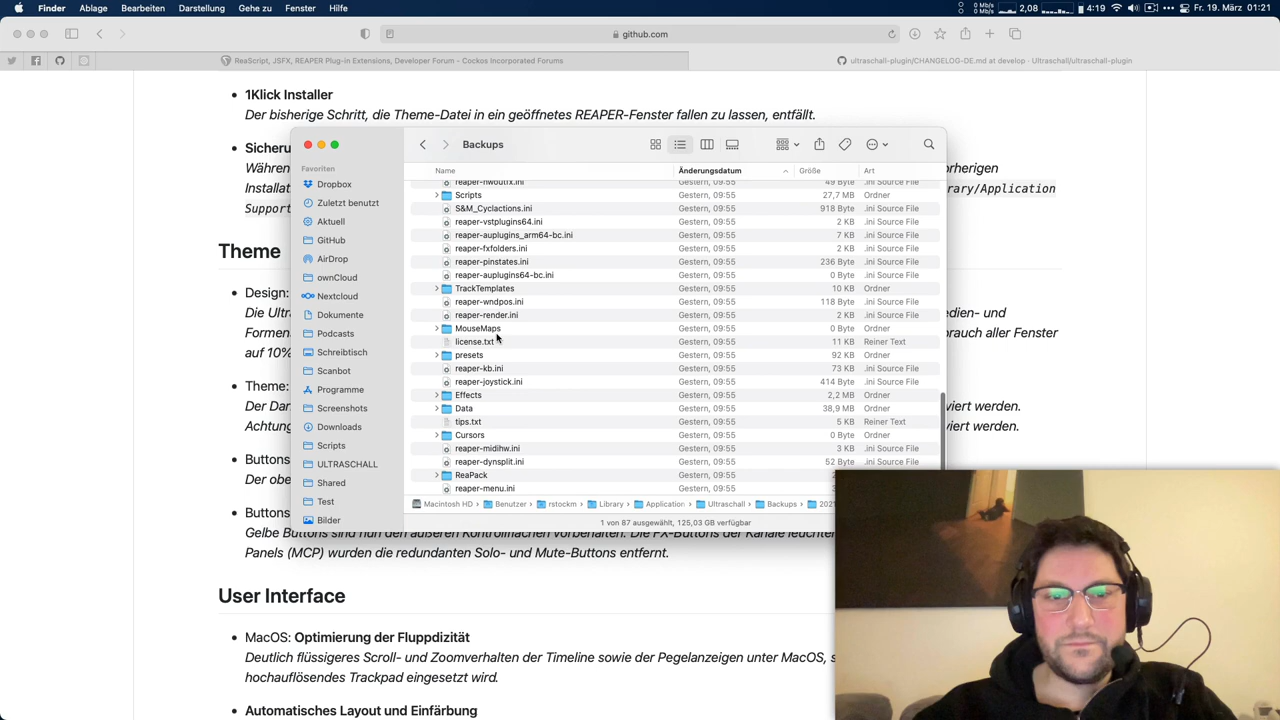 Finder Ablage Bearbeiten Darstellung Gehe zu Fenster Hilfe
0 Mb/s
0 Mb/s
2,08
4:19
Fr. 19. März 01:21
github.com
ReaScript, JSFX, REAPER Plug-in Extensions, Developer Forum – Cockos Incorporated Forums
ultraschall-plugin/CHANGELOG-DE.md at develop · Ultraschall/ultraschall-plugin
1Klick Installer
Der bisherige Schritt, die Theme-Datei in ein geöffnetes REAPER-Fenster fallen zu lassen, entfällt.
Sicheru
Währen
orherigen
Installat
rary/Application
Support
Theme
Design:
Die Ultra
edien- und
Formens
brauch aller Fenster
auf 10%
Theme:
Der Dar
viert werden.
Achtung
viert werden.
Buttons
Der obe
Buttons
Gelbe Buttons sind nun den äußeren Kontrollflächen vorbehalten. Die FX-Buttons der Kanäle leuchten
Panels (MCP) wurden die redundanten Solo- und Mute-Buttons entfernt.
User Interface
MacOS: Optimierung der Fluppdizität
Deutlich flüssigeres Scroll- und Zoomverhalten der Timeline sowie der Pegelanzeigen unter MacOS, s
hochauflösendes Trackpad eingesetzt wird.
Automatisches Layout und Einfärbung
Backups
Favoriten
Dropbox
Zuletzt benutzt
Aktuell
GitHub
AirDrop
ownCloud
Nextcloud
Dokumente
Podcasts
Schreibtisch
Scanbot
Programme
Screenshots
Downloads
Scripts
ULTRASCHALL
Shared
Test
Bilder
Name Änderungsdatum Größe Art
reaper-hwoutfx.ini Gestern, 09:55 49 Byte .ini Source File
Scripts Gestern, 09:55 27,7 MB Ordner
S&M_Cyclactions.ini Gestern, 09:55 918 Byte .ini Source File
reaper-vstplugins64.ini Gestern, 09:55 2 KB .ini Source File
reaper-auplugins_arm64-bc.ini Gestern, 09:55 7 KB .ini Source File
reaper-fxfolders.ini Gestern, 09:55 2 KB .ini Source File
reaper-pinstates.ini Gestern, 09:55 236 Byte .ini Source File
reaper-auplugins64-bc.ini Gestern, 09:55 0 Byte .ini Source File
TrackTemplates Gestern, 09:55 10 KB Ordner
reaper-wndpos.ini Gestern, 09:55 118 Byte .ini Source File
reaper-render.ini Gestern, 09:55 2 KB .ini Source File
MouseMaps Gestern, 09:55 0 Byte Ordner
license.txt Gestern, 09:55 11 KB Reiner Text
presets Gestern, 09:55 92 KB Ordner
reaper-kb.ini Gestern, 09:55 73 KB .ini Source File
reaper-joystick.ini Gestern, 09:55 414 Byte .ini Source File
Effects Gestern, 09:55 2,2 MB Ordner
Data Gestern, 09:55 38,9 MB Ordner
tips.txt Gestern, 09:55 5 KB Reiner Text
Cursors Gestern, 09:55 0 Byte Ordner
reaper-midihw.ini Gestern, 09:55 3 KB .ini Source File
reaper-dynsplit.ini Gestern, 09:55 52 Byte .ini Source File
ReaPack Gestern, 09:55
reaper-menu.ini Gestern, 09:55
Macintosh HD › Benutzer › rstockm › Library › Application › Ultraschall › Backups › 2021
1 von 87 ausgewählt, 125,03 GB verfügbar